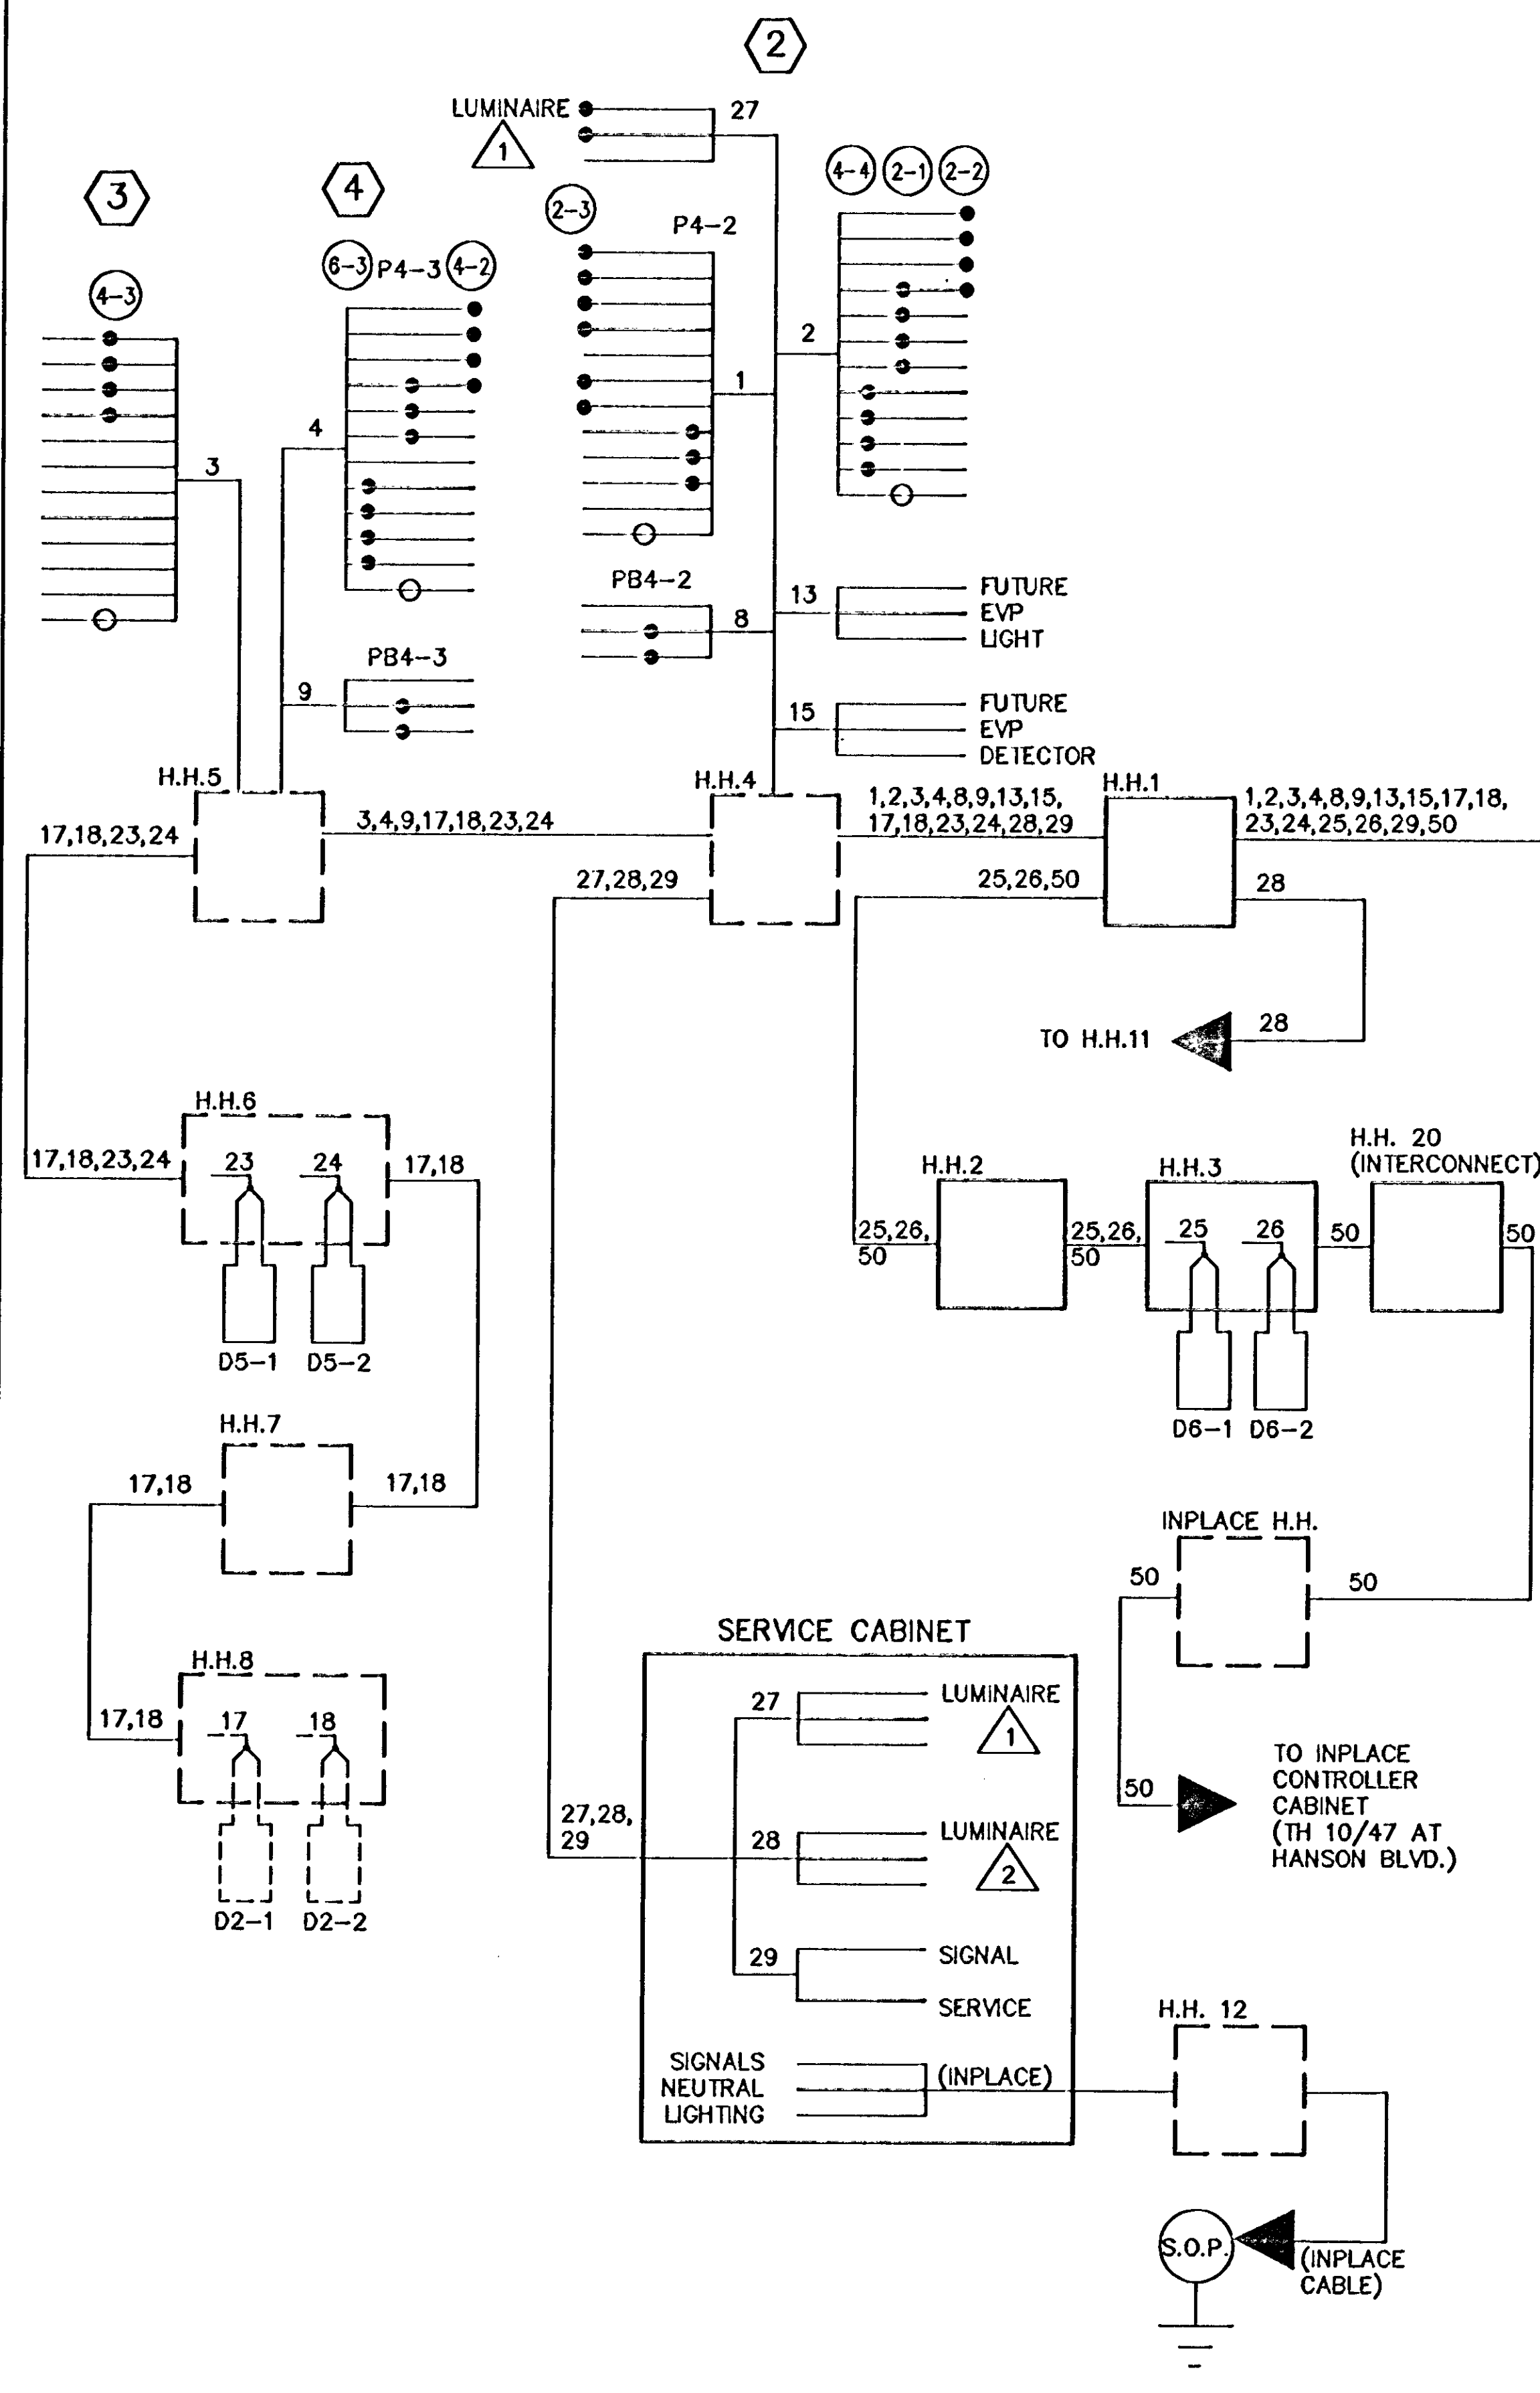 2
LUMINAIRE
1
27
3
4
4-4 2-1 2-2
2-3
P4-2
6-3 P4-3 4-2
4-3
2
1
4
3
PB4-2
8
13
FUTURE
EVP
LIGHT
PB4-3
9
15
FUTURE
EVP
DETECTOR
H.H.5
H.H.4
H.H.1
17,18,23,24
3,4,9,17,18,23,24
1,2,3,4,8,9,13,15,
17,18,23,24,28,29
1,2,3,4,8,9,13,15,17,18,
23,24,25,26,29,50
27,28,29
25,26,50
28
TO H.H.11
28
H.H.6
17,18,23,24
23
24
17,18
D5-1 D5-2
H.H.2
H.H.3
H.H. 20
(INTERCONNECT)
25,26,
50
25,26,
50
25
26
50
50
D6-1 D6-2
H.H.7
17,18
17,18
INPLACE H.H.
50
50
H.H.8
17,18
17
18
D2-1 D2-2
SERVICE CABINET
27
LUMINAIRE
1
27,28,
29
28
LUMINAIRE
2
29
SIGNAL
SERVICE
SIGNALS
NEUTRAL
LIGHTING
(INPLACE)
50
TO INPLACE
CONTROLLER
CABINET
(TH 10/47 AT
HANSON BLVD.)
H.H. 12
S.O.P.
(INPLACE
CABLE)